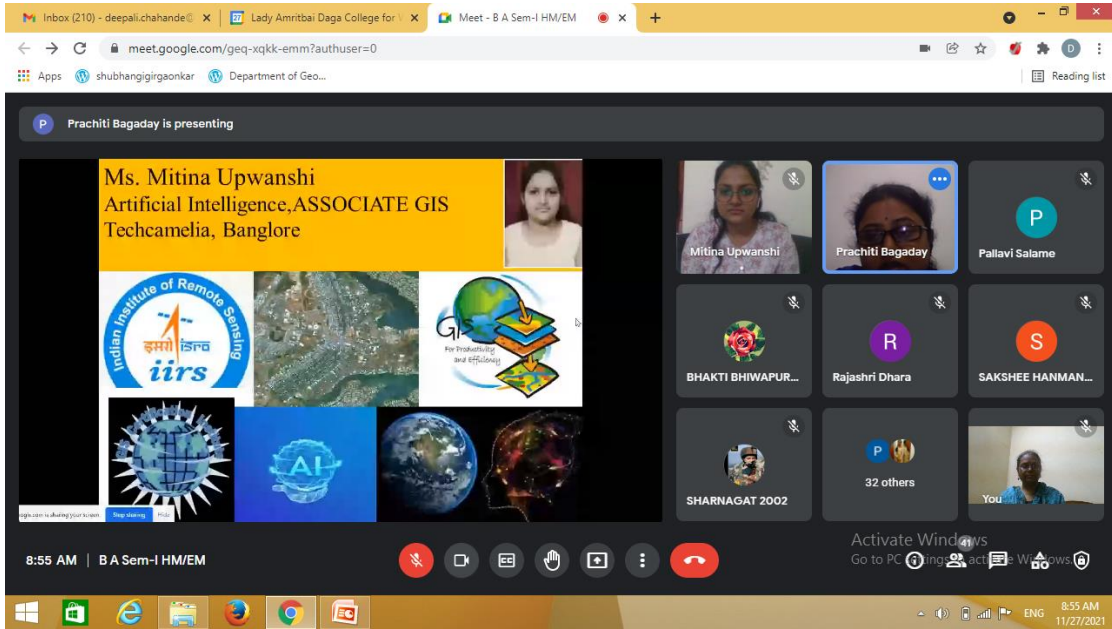 Inbox (210) - deepali.chahande@
Lady Amritbai Daga College for V
Meet - B A Sem-I HM/EM
meet.google.com/geq-xqkk-emm?authuser=0
D
Apps
shubhangigirgaonkar
Department of Geo...
Reading list
P
Prachiti Bagaday is presenting
Ms. Mitina Upwanshi
Artificial Intelligence,ASSOCIATE GIS
Techcamelia, Banglore
Indian Institute of Remote Sensing
इसरो isro
iirs
GIS
For Productivity
and Efficiency
AI
Stop sharing
Hide
Mitina Upwanshi
Prachiti Bagaday
P
Pallavi Salame
BHAKTI BHIWAPUR...
R
Rajashri Dhara
S
SAKSHEE HANMAN...
SHARNAGAT 2002
P
32 others
You
8:55 AM | B A Sem-I HM/EM
CC
41
Activate Windows
Go to PC settings to activate Windows.
ENG
8:55 AM
11/27/2021